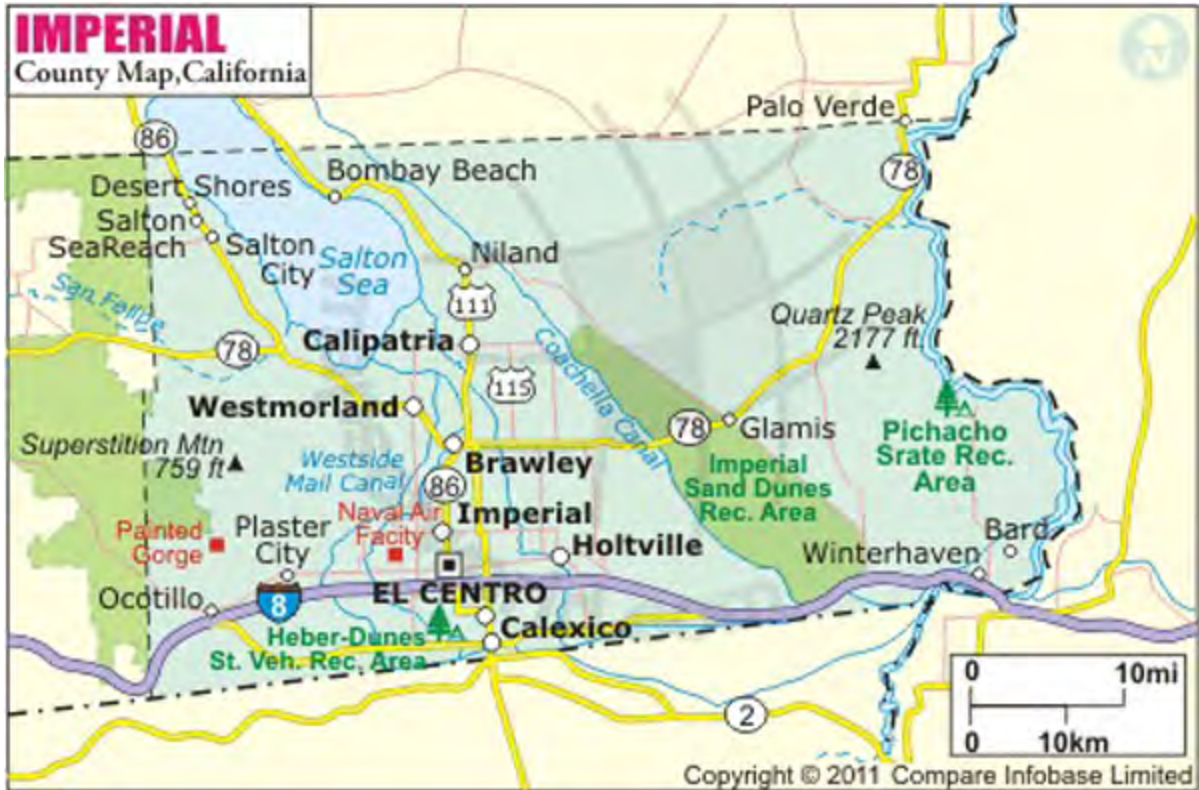 IMPERIAL
County Map,California
Palo Verde
86
78
Bombay Beach
Desert Shores
Salton
SeaReach
Salton
City
Salton
Sea
Niland
San Felipe
111
Quartz Peak
2177 ft.
78
Calipatria
Coachella Canal
115
Westmorland
78
Glamis
Pichacho
Srate Rec.
Area
Superstition Mtn
759 ft
Westside
Mail Canal
Brawley
Imperial
Sand Dunes
Rec. Area
86
Painted
Gorge
Plaster
City
Naval Air
Facity
Imperial
Holtville
Bard
Winterhaven
Ocotillo
8
EL CENTRO
Heber-Dunes
St. Veh. Rec. Area
Calexico
2
0 10mi
0 10km
N
Copyright © 2011 Compare Infobase Limited